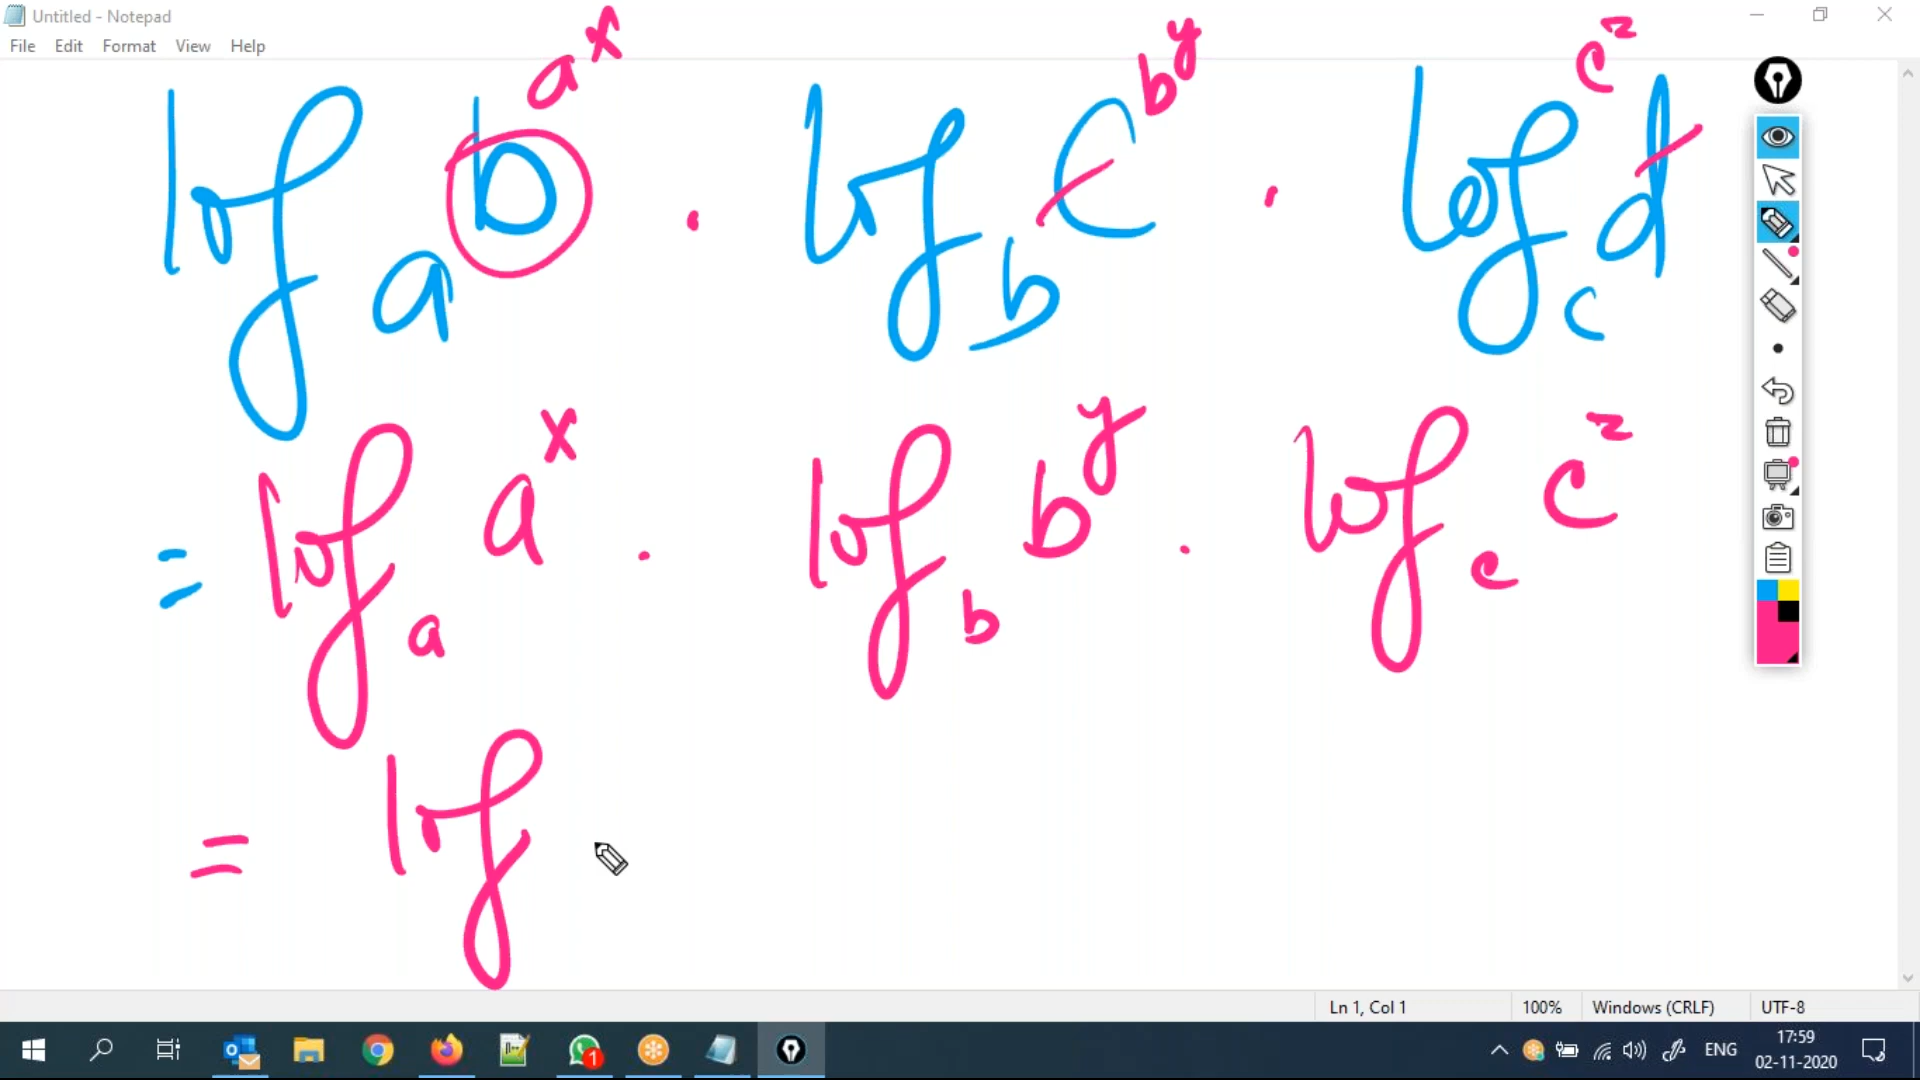 Untitled - Notepad
File Edit Format View Help
a^x b^y c^z
log_a b . log_b c . log_c d
= log_a a^x . log_b b^y . log_c c^z
= log
Ln 1, Col 1 100% Windows (CRLF) UTF-8
1
ENG
17:59
02-11-2020